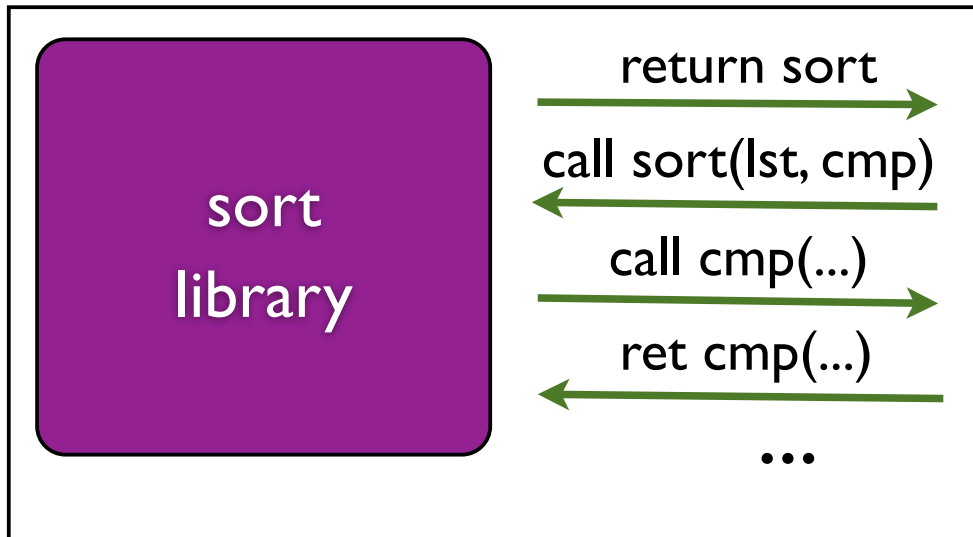 sort
library
return sort
call sort(lst, cmp)
call cmp(...)
ret cmp(...)
...